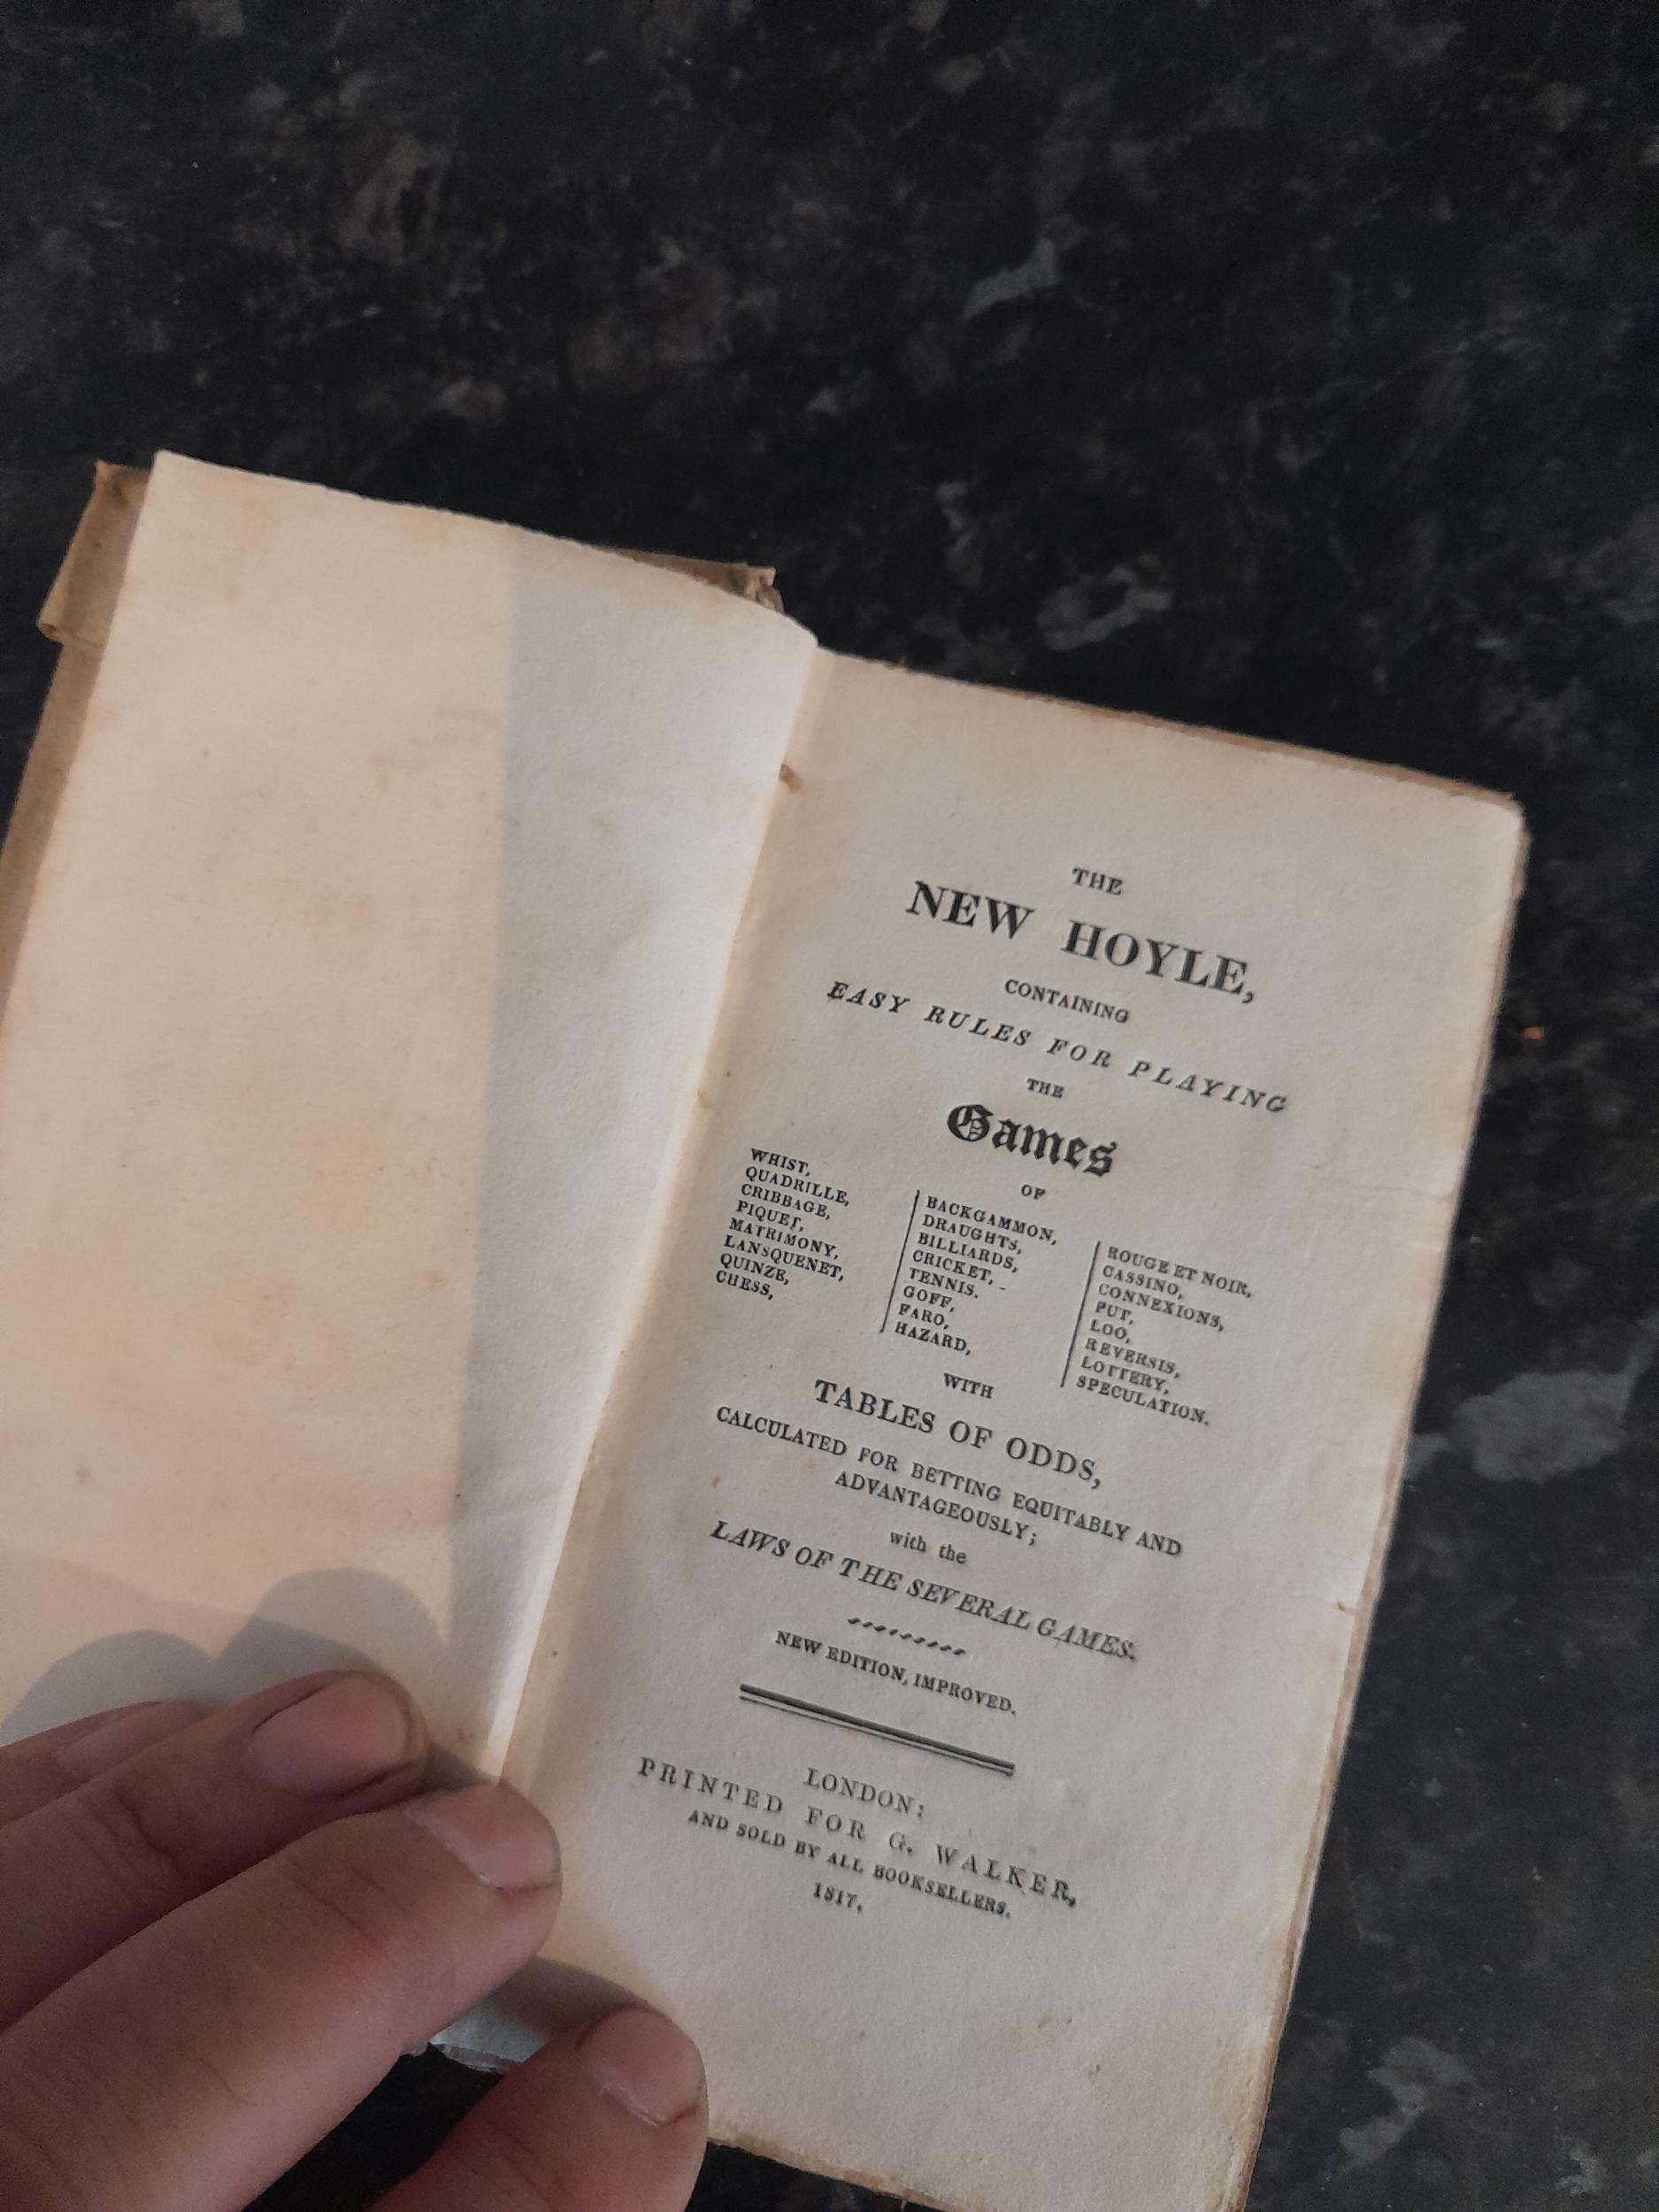 THE
NEW HOYLE,
CONTAINING
EASY RULES FOR PLAYING
THE
Games
OF
WHIST,
QUADRILLE,
CRIBBAGE,
PIQUET,
MATRIMONY,
LANSQUENET,
QUINZE,
CHESS,
BACKGAMMON,
DRAUGHTS,
BILLIARDS,
CRICKET,
TENNIS.
GOFF,
FARO,
HAZARD,
ROUGE ET NOIR,
CASSINO,
CONNEXIONS,
PUT,
LOO,
REVERSIS,
LOTTERY,
SPECULATION.
WITH
TABLES OF ODDS,
CALCULATED FOR BETTING EQUITABLY AND
ADVANTAGEOUSLY;
with the
LAWS OF THE SEVERAL GAMES.
NEW EDITION, IMPROVED.
LONDON:
PRINTED FOR G. WALKER,
AND SOLD BY ALL BOOKSELLERS.
1817.